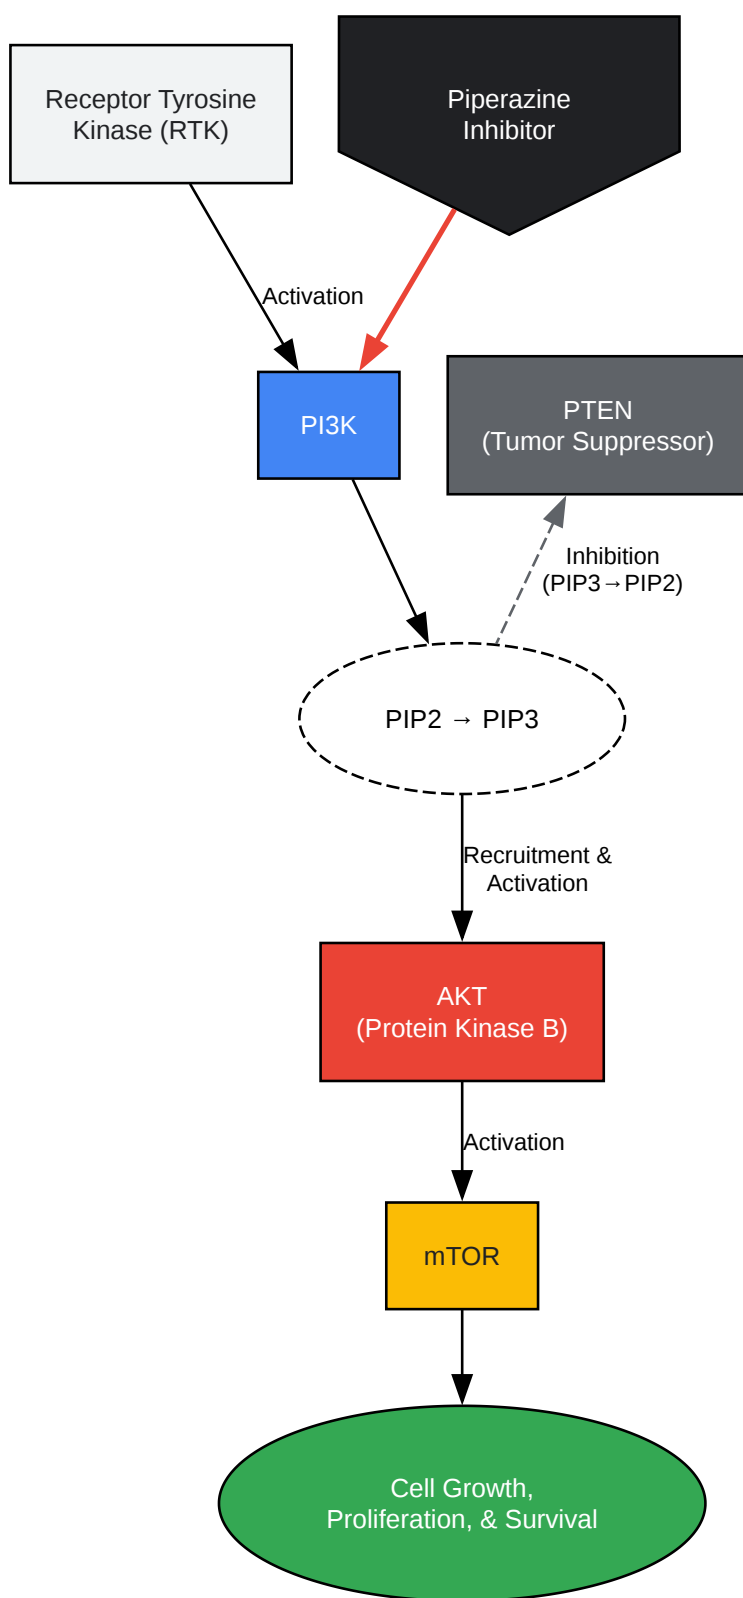 Receptor Tyrosine
Kinase (RTK)
Piperazine
Inhibitor
Activation
PI3K
PTEN
(Tumor Suppressor)
Inhibition
(PIP3→PIP2)
PIP2 → PIP3
Recruitment &
Activation
AKT
(Protein Kinase B)
Activation
mTOR
Cell Growth,
Proliferation, & Survival